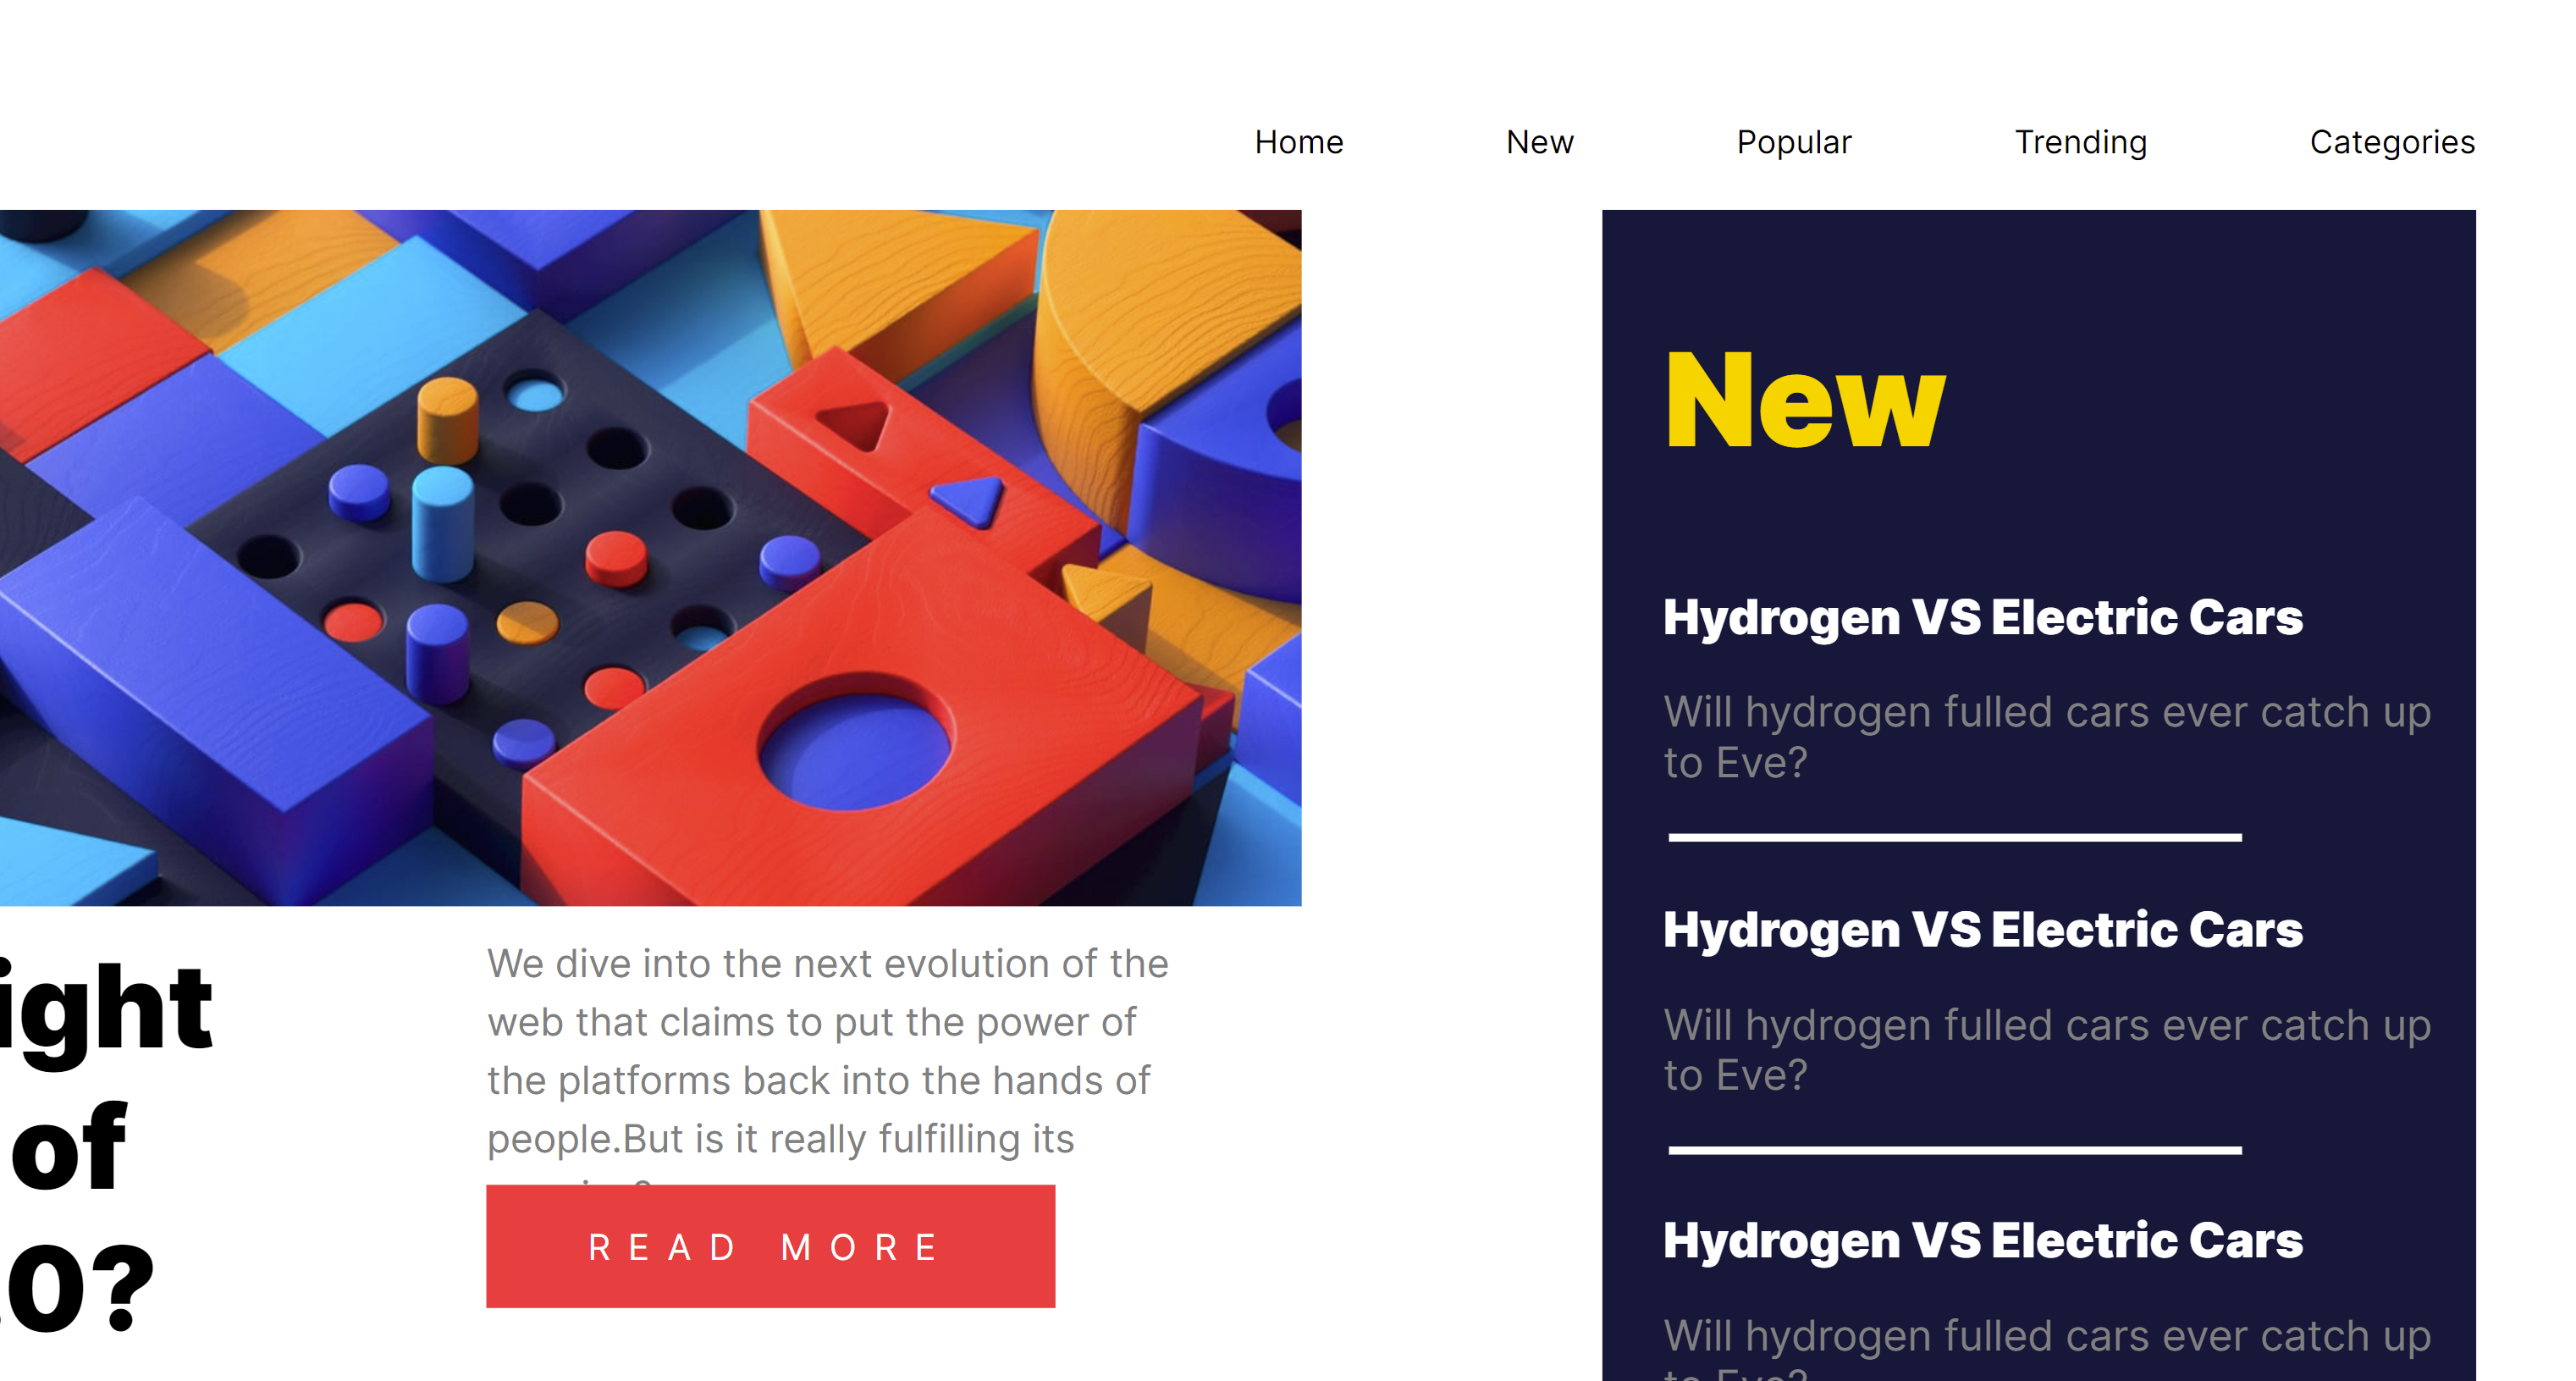 Home New Popular Trending Categories
We dive into the next evolution of the
web that claims to put the power of
the platforms back into the hands of
people.But is it really fulfilling its
READ MORE
ight
of
.0?
New
Hydrogen VS Electric Cars
Will hydrogen fulled cars ever catch up
to Eve?
Hydrogen VS Electric Cars
Will hydrogen fulled cars ever catch up
to Eve?
Hydrogen VS Electric Cars
Will hydrogen fulled cars ever catch up
to Eve?